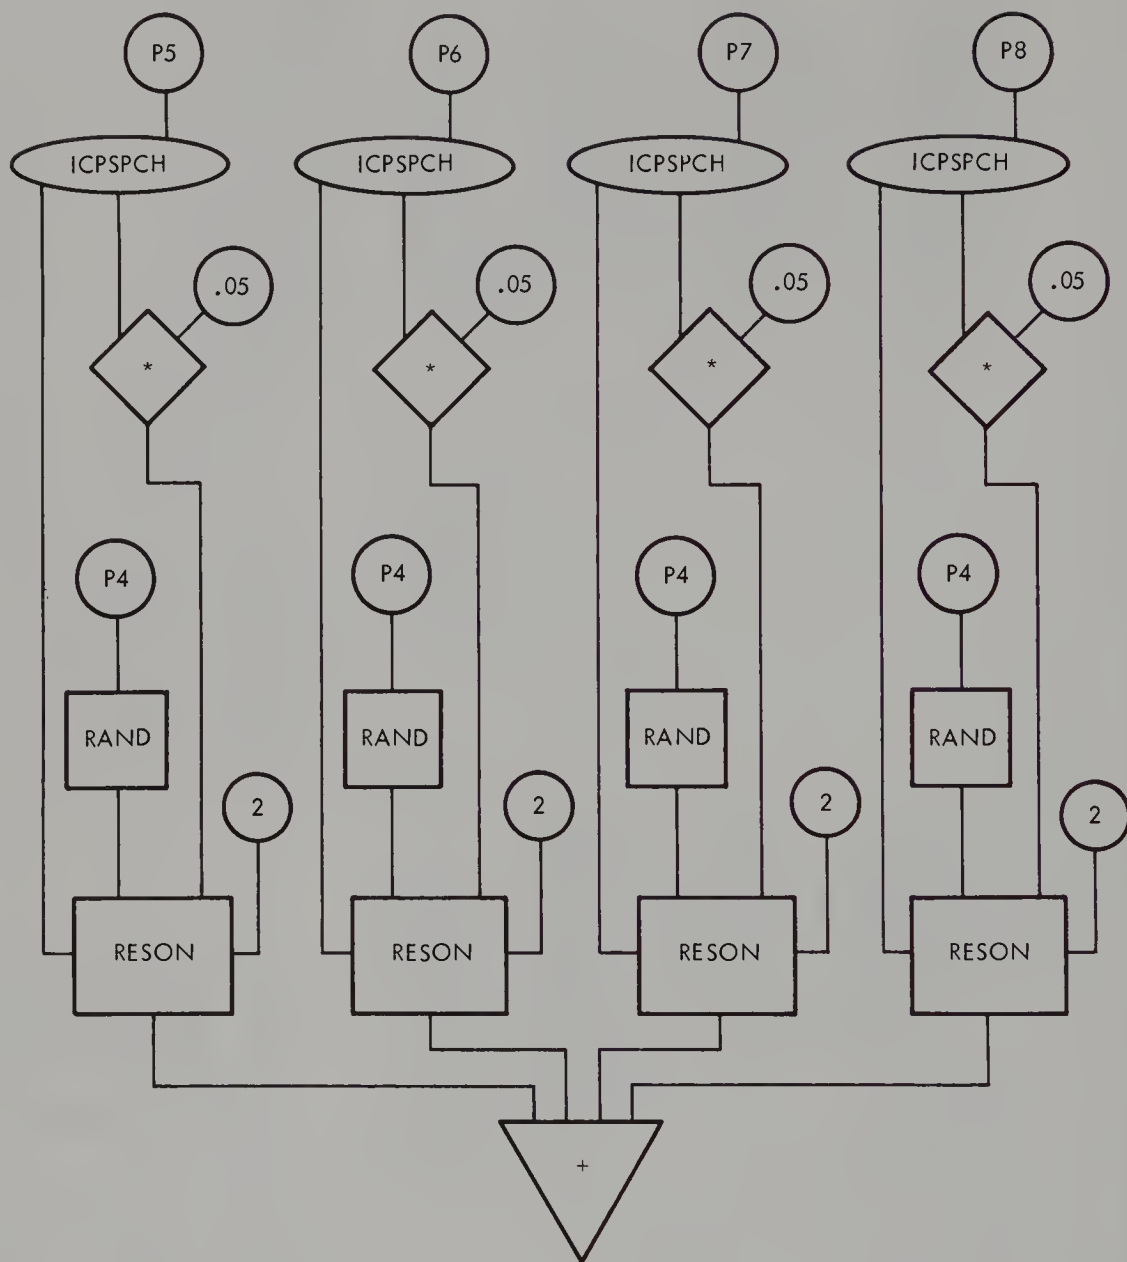 P5 P6 P7 P8
ICPSPCH ICPSPCH ICPSPCH ICPSPCH
.05 .05 .05 .05
* * * *
P4 P4 P4 P4
RAND RAND RAND RAND
2 2 2 2
RESON RESON RESON RESON
+